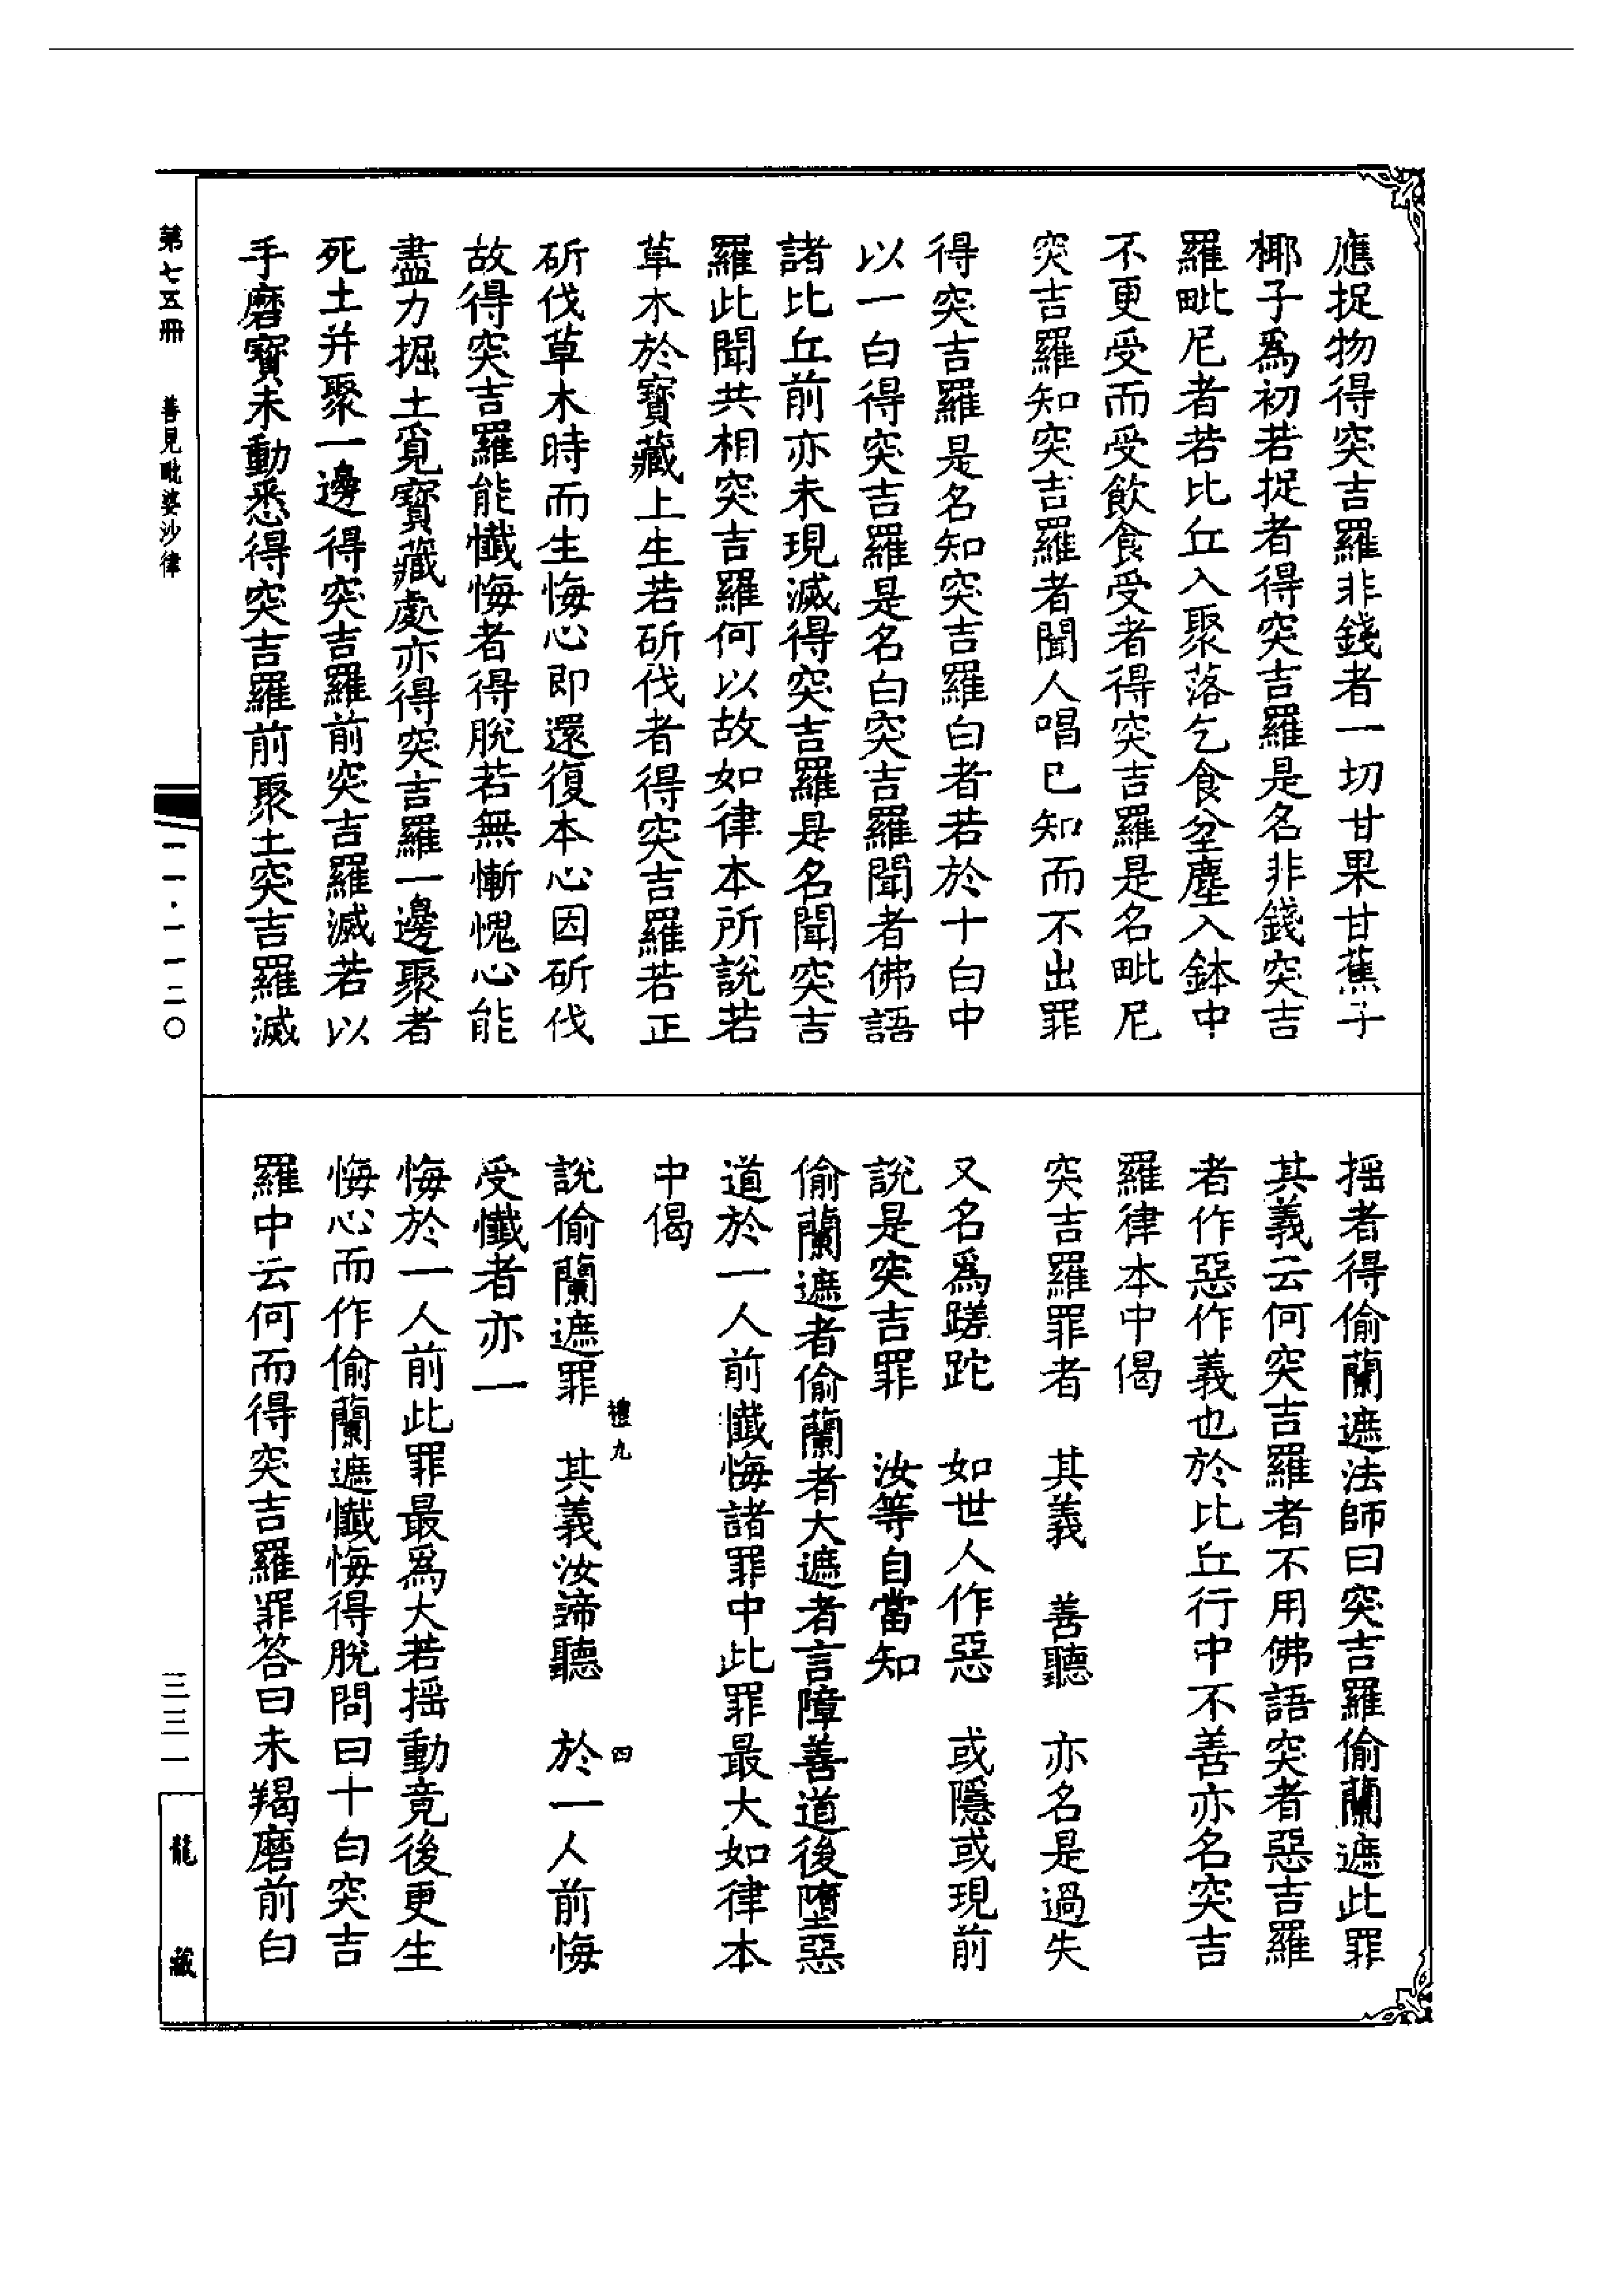 應捉物得突吉羅非錢者一切甘果甘蕉子
椰子爲初若捉者得突吉羅是名非錢突吉
羅毗尼者若比丘入聚落乞食坌塵入鉢中
不更受而受飲食受者得突吉羅是名毗尼
突吉羅知突吉羅者聞人唱已知而不出罪
得突吉羅是名知突吉羅白者若於十白中
以一白得突吉羅是名白突吉羅聞者佛語
諸比丘前亦未現滅得突吉羅是名聞突吉
羅此聞共相突吉羅何以故如律本所說若
草木於寶藏上生若斫伐者得突吉羅若正
斫伐草木時而生悔心即還復本心因斫伐
故得突吉羅能懺悔者得脫若無慚愧心能
盡力掘土覓寶藏處亦得突吉羅一邊聚者
死土并聚一邊得突吉羅前突吉羅滅若以
手磨寶未動悉得突吉羅前聚土突吉羅滅
搖者得偷蘭遮法師曰突吉羅偷蘭遮此罪
其義云何突吉羅者不用佛語突者惡吉羅
者作惡作義也於比丘行中不善亦名突吉
羅律本中偈
突吉羅罪者　其義　善聽　亦名是過失
又名爲蹉跎　如世人作惡　或隱或現前
說是突吉罪　汝等自當知
偷蘭遮者偷蘭者大遮者言障善道後墮惡
道於一人前懺悔諸罪中此罪最大如律本
中偈
說偷蘭遮罪　其義汝諦聽　於一人前悔
受懺者亦一
悔於一人前此罪最爲大若搖動竟後更生
悔心而作偷蘭遮懺悔得脫問曰十白突吉
羅中云何而得突吉羅罪答曰未羯磨前白
禮九
四
第七五冊　善見毗婆沙律
一一·一一二〇
三三一
龍藏